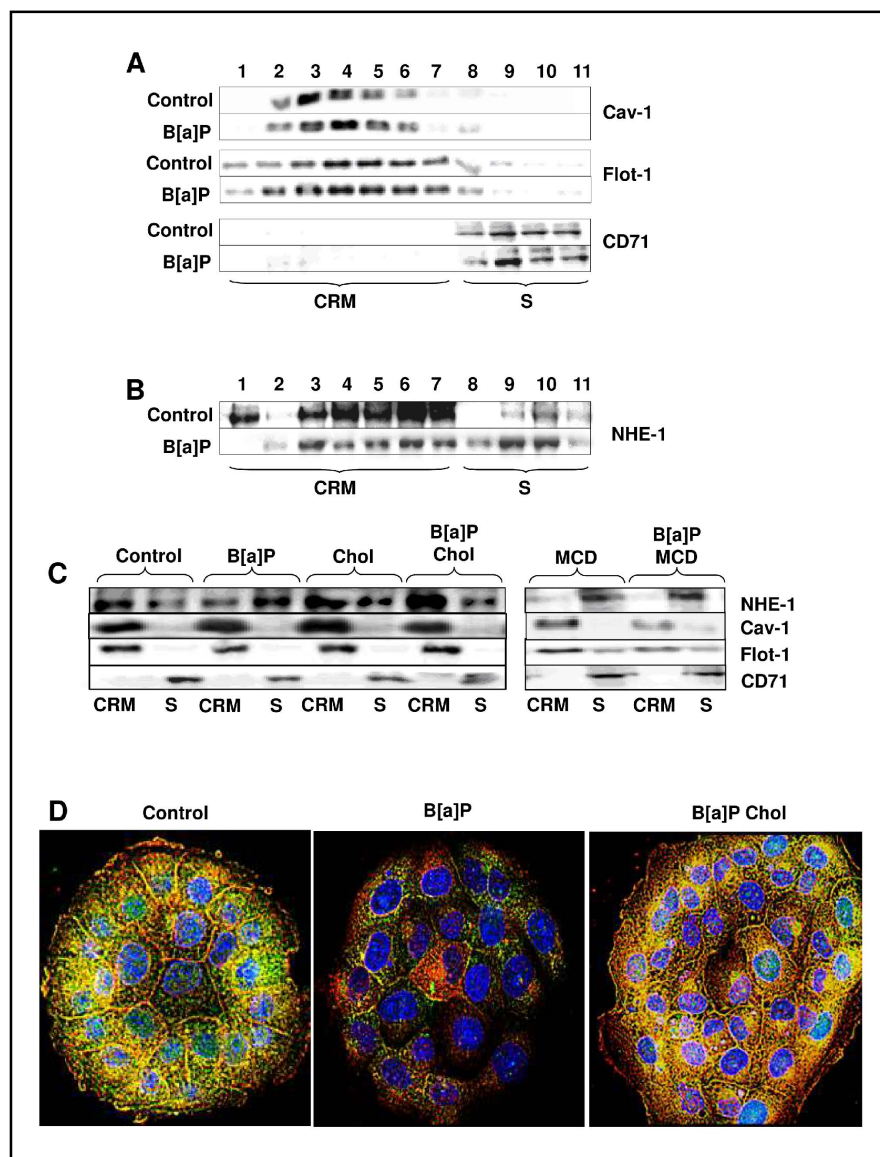 A
1 2 3 4 5 6 7 8 9 10 11
Control
Cav-1
B[a]P
Control
Flot-1
B[a]P
Control
CD71
B[a]P
CRM S
B
1 2 3 4 5 6 7 8 9 10 11
Control
NHE-1
B[a]P
CRM S
C
Control B[a]P Chol B[a]P Chol MCD B[a]P MCD
NHE-1
Cav-1
Flot-1
CD71
CRM S CRM S CRM S CRM S CRM S CRM S
D
Control B[a]P B[a]P Chol